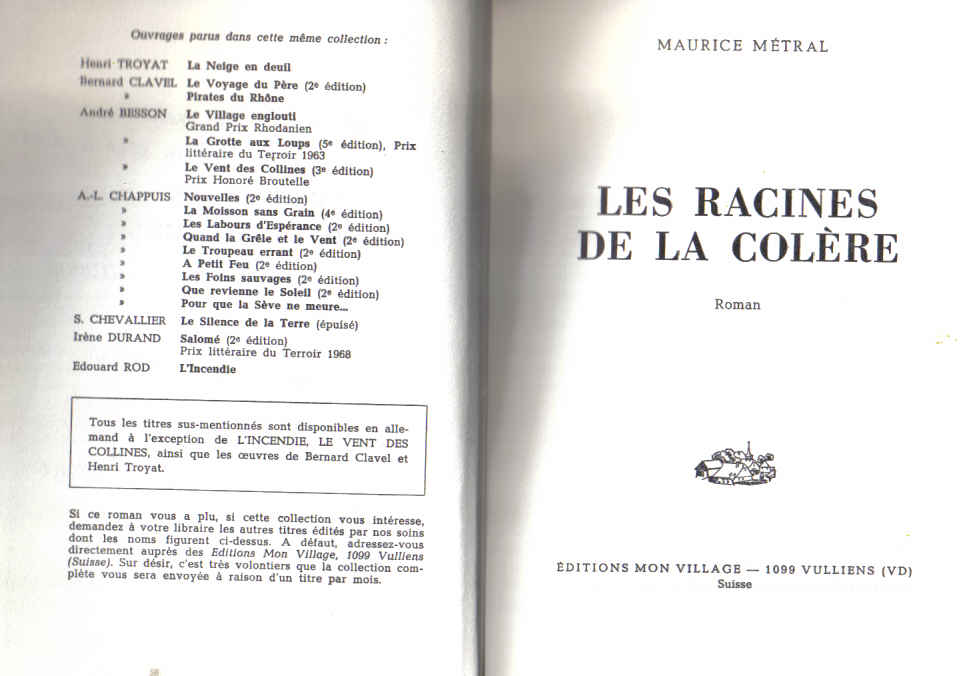 Ouvrages parus dans cette même collection :
Henri TROYAT La Neige en deuil
Bernard CLAVEL Le Voyage du Père (2e édition)
» Pirates du Rhône
André BESSON Le Village englouti
Grand Prix Rhodanien
» La Grotte aux Loups (5e édition), Prix
littéraire du Terroir 1963
» Le Vent des Collines (3e édition)
Prix Honoré Broutelle
A.-L. CHAPPUIS Nouvelles (2e édition)
» La Moisson sans Grain (4e édition)
» Les Labours d'Espérance (2e édition)
» Quand la Grêle et le Vent (2e édition)
» Le Troupeau errant (2e édition)
» A Petit Feu (2e édition)
» Les Foins sauvages (2e édition)
» Que revienne le Soleil (2e édition)
» Pour que la Sève ne meure...
S. CHEVALLIER Le Silence de la Terre (épuisé)
Irène DURAND Salomé (2e édition)
Prix littéraire du Terroir 1968
Edouard ROD L'Incendie
Tous les titres sus-mentionnés sont disponibles en alle-
mand à l'exception de L'INCENDIE, LE VENT DES
COLLINES, ainsi que les œuvres de Bernard Clavel et
Henri Troyat.
Si ce roman vous a plu, si cette collection vous intéresse,
demandez à votre libraire les autres titres édités par nos soins
dont les noms figurent ci-dessus. A défaut, adressez-vous
directement auprès des Editions Mon Village, 1099 Vulliens
(Suisse). Sur désir, c'est très volontiers que la collection com-
plète vous sera envoyée à raison d'un titre par mois.
MAURICE MÉTRAL
LES RACINES
DE LA COLÈRE
Roman
ÉDITIONS MON VILLAGE — 1099 VULLIENS (VD)
Suisse